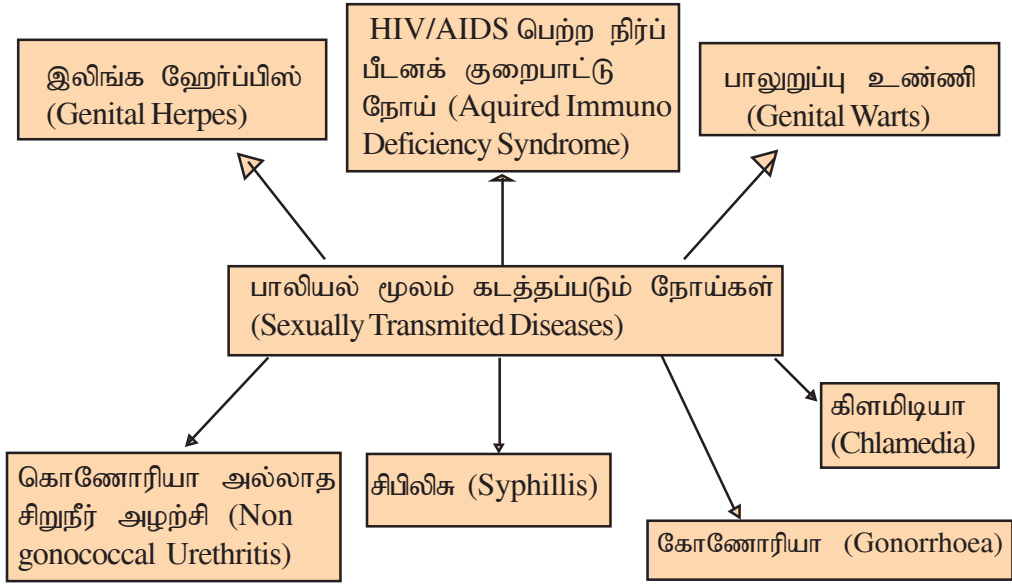 இலிங்க ஹேர்ப்பிஸ்
(Genital Herpes)
HIV/AIDS பெற்ற நிர்ப்
பீடனக் குறைபாட்டு
நோய் (Aquired Immuno
Deficiency Syndrome)
பாலுறுப்பு உண்ணி
(Genital Warts)
பாலியல் மூலம் கடத்தப்படும் நோய்கள்
(Sexually Transmited Diseases)
கிளமிடியா
(Chlamedia)
கொணோரியா அல்லாத
சிறுநீர் அழற்சி (Non
gonococcal Urethritis)
சிபிலிசு (Syphillis)
கோணோரியா (Gonorrhoea)